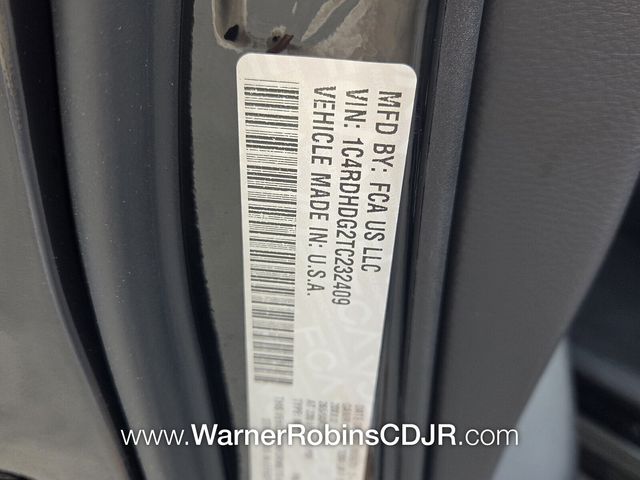 MFD BY: FCA US LLC
VIN: 1C4RDHDG2TC232409
VEHICLE MADE IN: U.S.A.
www.WarnerRobinsCDJR.com